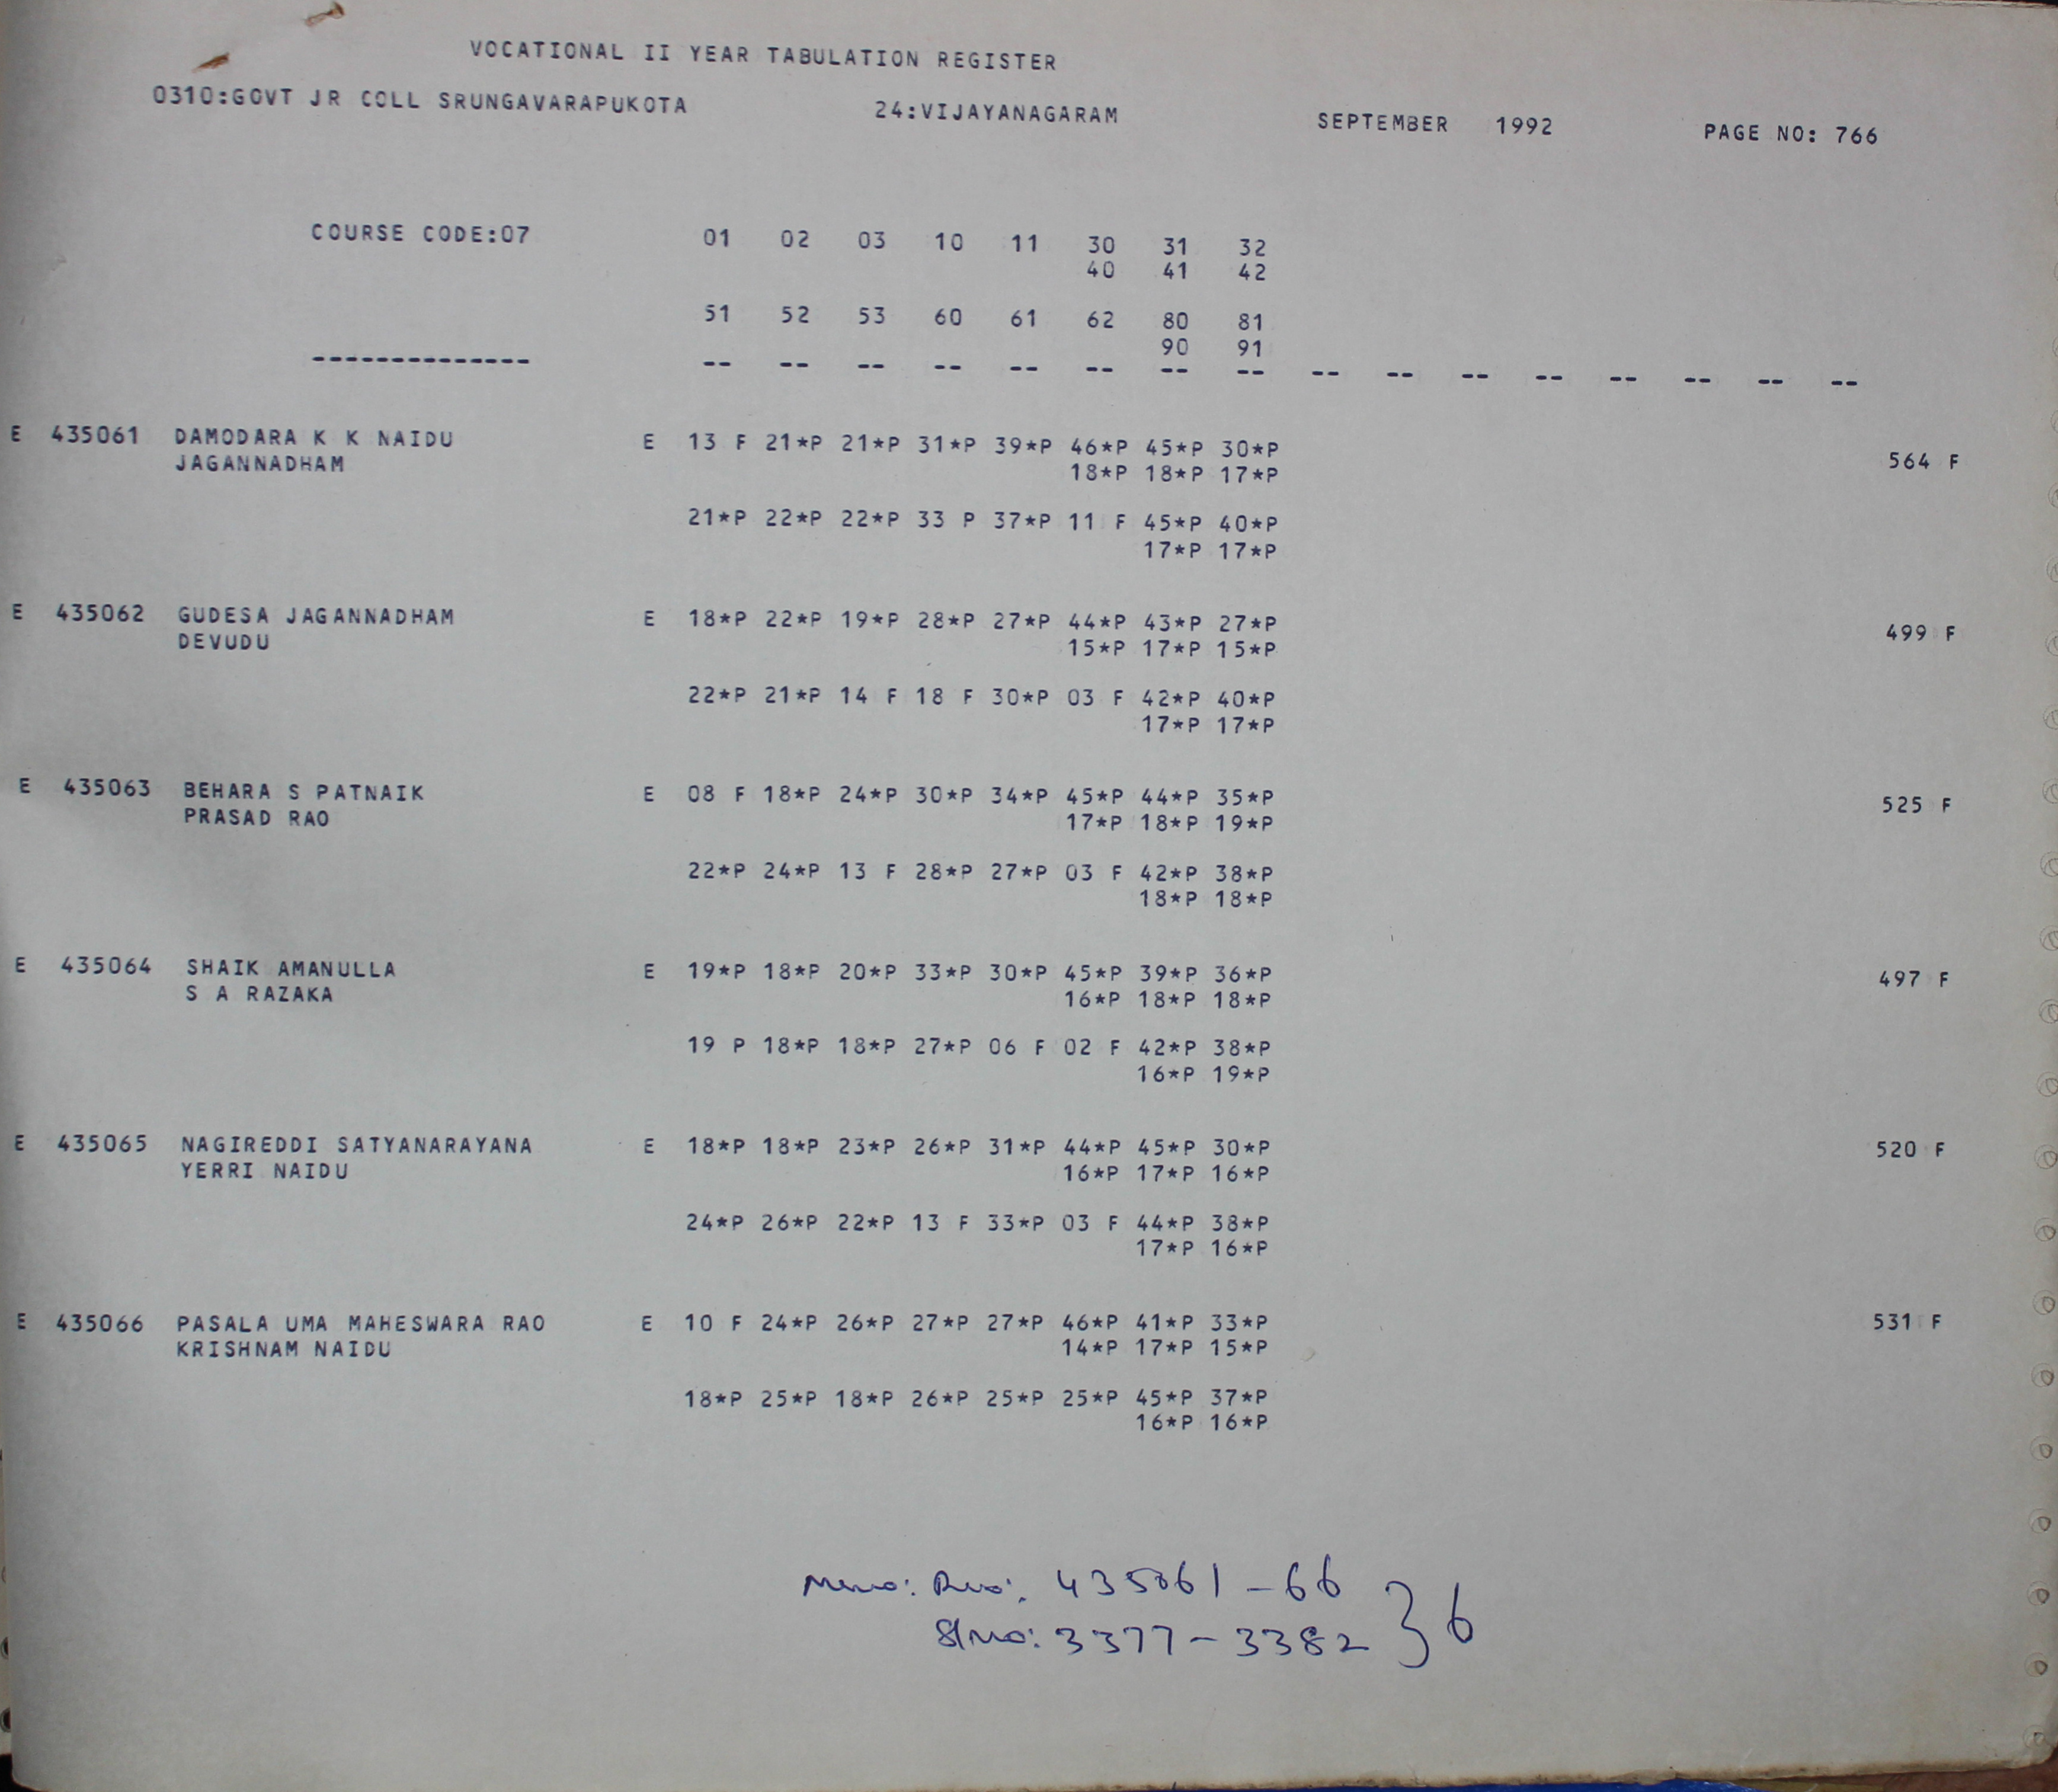 VOCATIONAL II YEAR TABULATION REGISTER
0310:GOVT JR COLL SRUNGAVARAPUKOTA 24:VIJAYANAGARAM SEPTEMBER 1992 PAGE NO: 766
COURSE CODE:07 01 02 03 10 11 30 31 32
40 41 42
51 52 53 60 61 62 80 81
90 91
-------------- -- -- -- -- -- -- -- -- -- -- -- -- -- -- -- --
E 435061 DAMODARA K K NAIDU E 13 F 21*P 21*P 31*P 39*P 46*P 45*P 30*P 564 F
JAGANNADHAM 18*P 18*P 17*P
21*P 22*P 22*P 33 P 37*P 11 F 45*P 40*P
17*P 17*P
E 435062 GUDESA JAGANNADHAM E 18*P 22*P 19*P 28*P 27*P 44*P 43*P 27*P 499 F
DEVUDU 15*P 17*P 15*P
22*P 21*P 14 F 18 F 30*P 03 F 42*P 40*P
17*P 17*P
E 435063 BEHARA S PATNAIK E 08 F 18*P 24*P 30*P 34*P 45*P 44*P 35*P 525 F
PRASAD RAO 17*P 18*P 19*P
22*P 24*P 13 F 28*P 27*P 03 F 42*P 38*P
18*P 18*P
E 435064 SHAIK AMANULLA E 19*P 18*P 20*P 33*P 30*P 45*P 39*P 36*P 497 F
S A RAZAKA 16*P 18*P 18*P
19 P 18*P 18*P 27*P 06 F 02 F 42*P 38*P
16*P 19*P
E 435065 NAGIREDDI SATYANARAYANA E 18*P 18*P 23*P 26*P 31*P 44*P 45*P 30*P 520 F
YERRI NAIDU 16*P 17*P 16*P
24*P 26*P 22*P 13 F 33*P 03 F 44*P 38*P
17*P 16*P
E 435066 PASALA UMA MAHESWARA RAO E 10 F 24*P 26*P 27*P 27*P 46*P 41*P 33*P 531 F
KRISHNAM NAIDU 14*P 17*P 15*P
18*P 25*P 18*P 26*P 25*P 25*P 45*P 37*P
16*P 16*P
435061-66 } 6
Sl no: 3377-3382